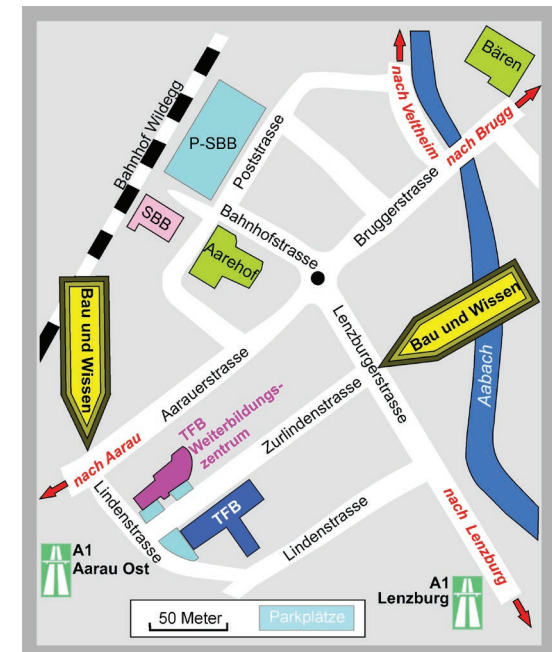 Bären
nach Veltheim
nach Brugg
Bahnhof Wildegg
P-SBB
Poststrasse
SBB
Bahnhofstrasse
Bruggerstrasse
Aarehof
Bau und Wissen
Bau und Wissen
Aabach
Aarauerstrasse
Lenzburgerstrasse
TFB
Weiterbildungs-
zentrum
Zurlindenstrasse
nach Aarau
Lindenstrasse
TFB
Lindenstrasse
nach Lenzburg
A1
Aarau Ost
A1
Lenzburg
50 Meter
Parkplätze